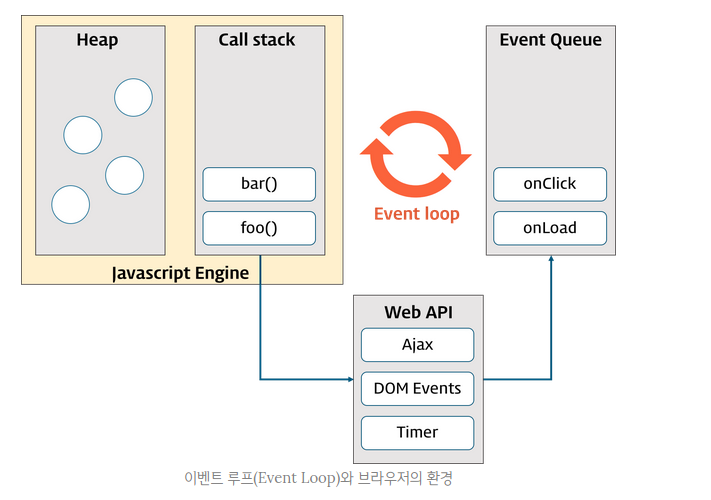 Heap
Call stack
bar()
foo()
Javascript Engine
Event loop
Event Queue
onClick
onLoad
Web API
Ajax
DOM Events
Timer
이벤트 루프(Event Loop)와 브라우저의 환경